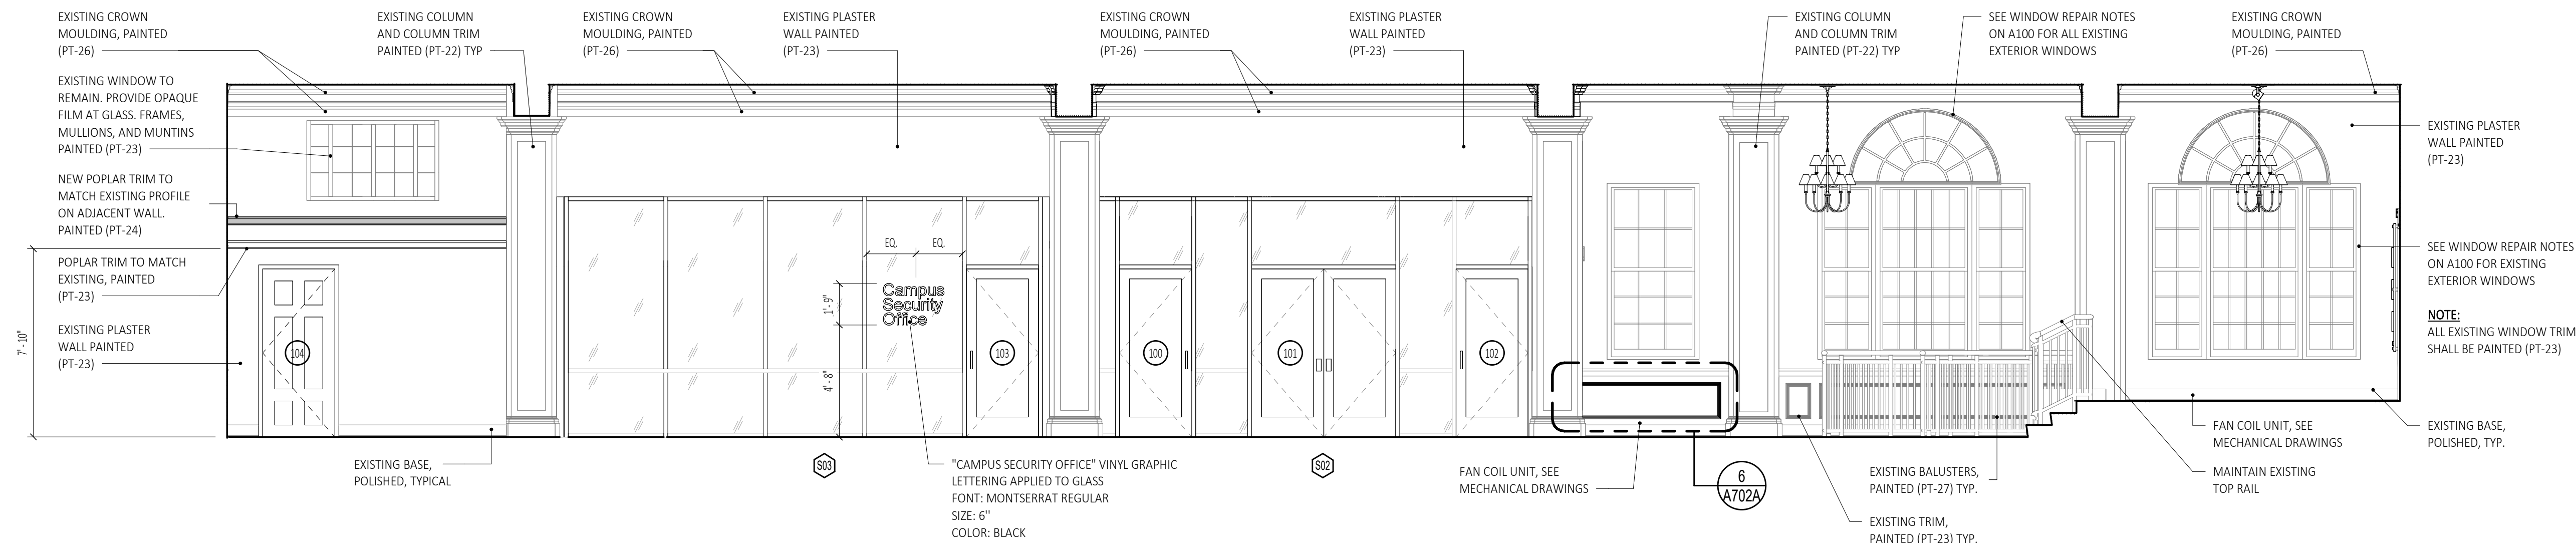 EXISTING CROWN
MOULDING, PAINTED
(PT-26)
EXISTING WINDOW TO
REMAIN. PROVIDE OPAQUE
FILM AT GLASS. FRAMES,
MULLIONS, AND MUNTINS
PAINTED (PT-23)
NEW POPLAR TRIM TO
MATCH EXISTING PROFILE
ON ADJACENT WALL.
PAINTED (PT-24)
POPLAR TRIM TO MATCH
EXISTING, PAINTED
(PT-23)
EXISTING PLASTER
WALL PAINTED
(PT-23)
7' - 10"
EXISTING COLUMN
AND COLUMN TRIM
PAINTED (PT-22) TYP
EXISTING CROWN
MOULDING, PAINTED
(PT-26)
EXISTING PLASTER
WALL PAINTED
(PT-23)
EXISTING CROWN
MOULDING, PAINTED
(PT-26)
EXISTING PLASTER
WALL PAINTED
(PT-23)
EXISTING COLUMN
AND COLUMN TRIM
PAINTED (PT-22) TYP
SEE WINDOW REPAIR NOTES
ON A100 FOR ALL EXISTING
EXTERIOR WINDOWS
EXISTING CROWN
MOULDING, PAINTED
(PT-26)
EXISTING PLASTER
WALL PAINTED
(PT-23)
SEE WINDOW REPAIR NOTES
ON A100 FOR EXISTING
EXTERIOR WINDOWS
NOTE:
ALL EXISTING WINDOW TRIM
SHALL BE PAINTED (PT-23)
EQ.
EQ.
1' - 9"
4' - 8"
Campus
Security
Office
104
103
100
101
102
EXISTING BASE,
POLISHED, TYPICAL
S03
"CAMPUS SECURITY OFFICE" VINYL GRAPHIC
LETTERING APPLIED TO GLASS
FONT: MONTSERRAT REGULAR
SIZE: 6"
COLOR: BLACK
S02
FAN COIL UNIT, SEE
MECHANICAL DRAWINGS
6
A702A
EXISTING BALUSTERS,
PAINTED (PT-27) TYP.
EXISTING TRIM,
PAINTED (PT-23) TYP.
FAN COIL UNIT, SEE
MECHANICAL DRAWINGS
MAINTAIN EXISTING
TOP RAIL
EXISTING BASE,
POLISHED, TYP.